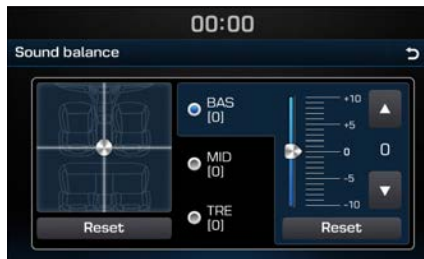 00:00
Sound balance
BAS
[0]
MID
[0]
TRE
[0]
+10
+5
0
-5
-10
0
Reset
Reset